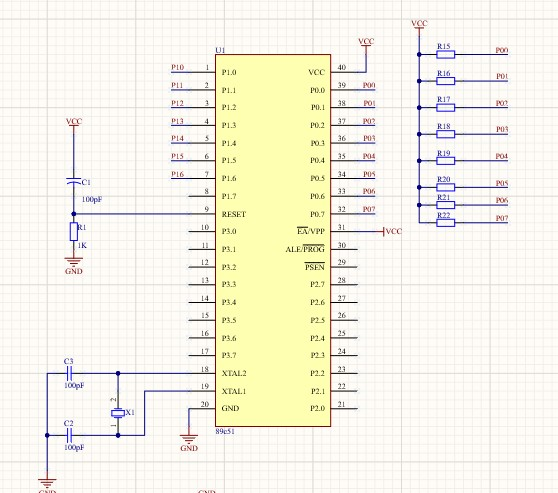 VCC
U1
VCC
P10 1 P1.0 VCC 40
P11 2 P1.1 P0.0 39 P00
P12 3 P1.2 P0.1 38 P01
P13 4 P1.3 P0.2 37 P02
P14 5 P1.4 P0.3 36 P03
P15 6 P1.5 P0.4 35 P04
P16 7 P1.6 P0.5 34 P05
8 P1.7 P0.6 33 P06
9 RESET P0.7 32 P07
10 P3.0 EA/VPP 31 VCC
11 P3.1 ALE/PROG 30
12 P3.2 PSEN 29
13 P3.3 P2.7 28
14 P3.4 P2.6 27
15 P3.5 P2.5 26
16 P3.6 P2.4 25
17 P3.7 P2.3 24
18 XTAL2 P2.2 23
19 XTAL1 P2.1 22
20 GND P2.0 21
89c51
GND
R15 P00
R16 P01
R17 P02
R18 P03
R19 P04
R20 P05
R21 P06
R22 P07
VCC
C1
100pF
R1
1K
GND
C3
100pF
2
X1
1
C2
100pF
GND
GND